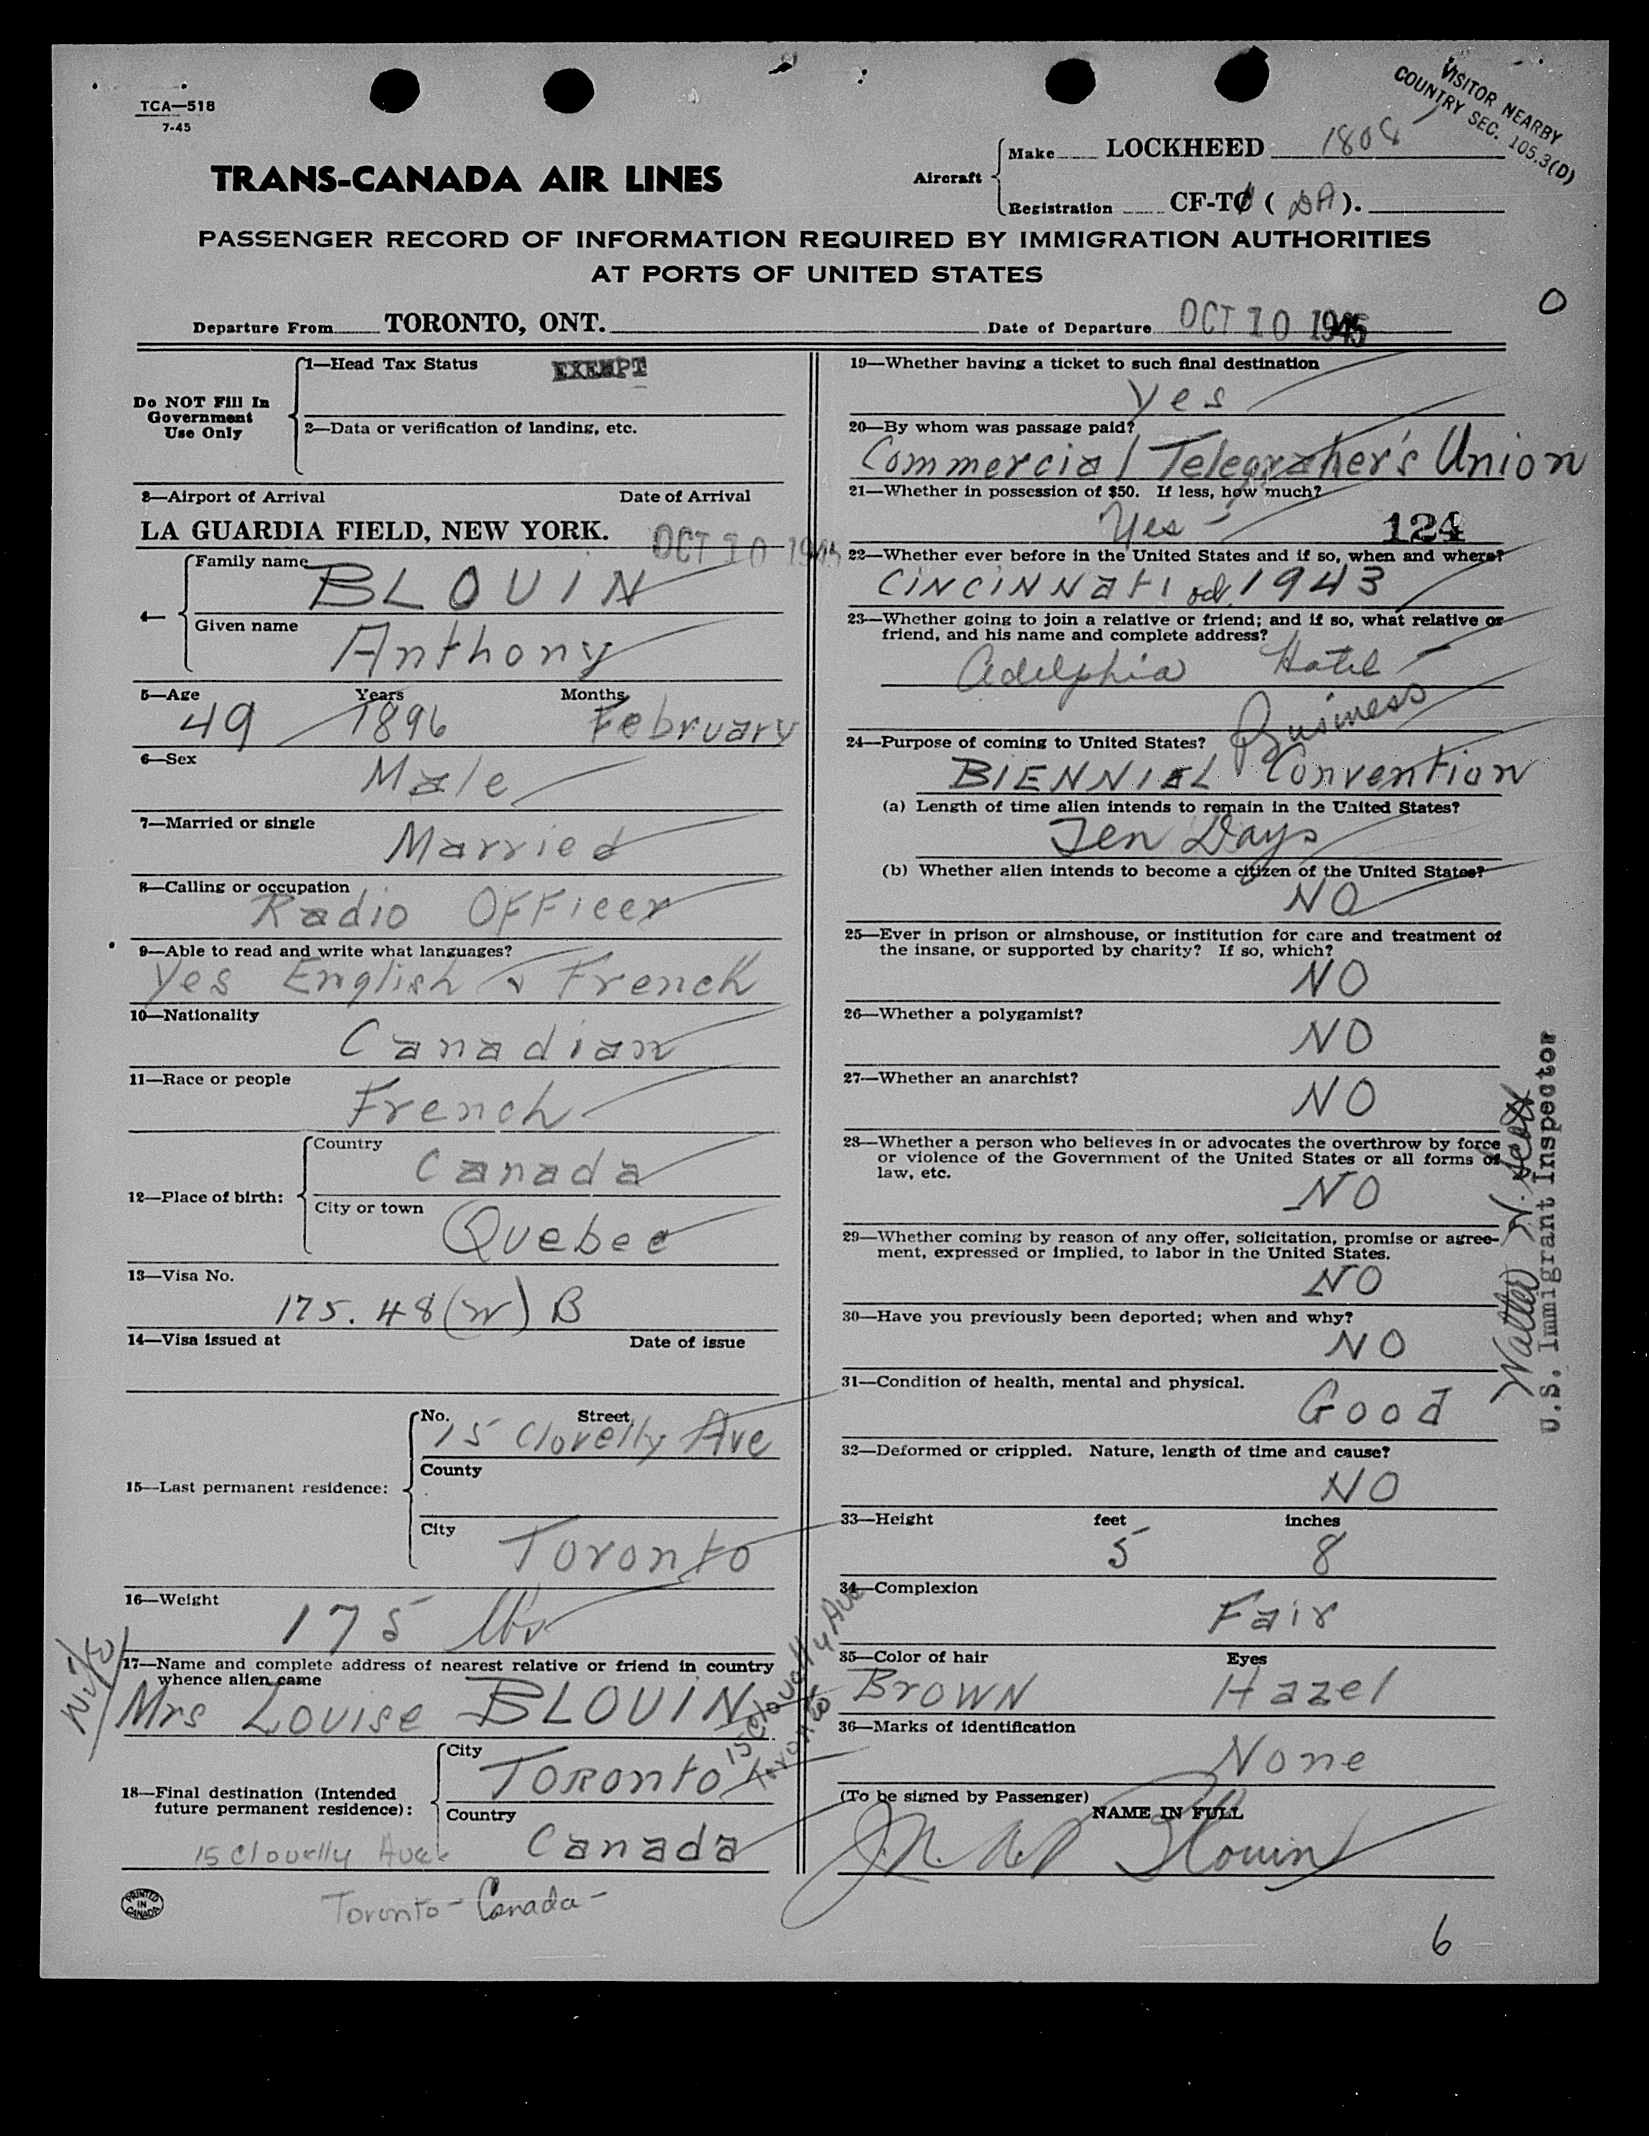 TCA—518
7-45
VISITOR NEARBY
COUNTRY SEC. 105.3(D)
TRANS-CANADA AIR LINES
Aircraft
Make LOCKHEED 1808
Registration CF-TC ( DA ).
PASSENGER RECORD OF INFORMATION REQUIRED BY IMMIGRATION AUTHORITIES
AT PORTS OF UNITED STATES
O
Departure From TORONTO, ONT. Date of Departure OCT 10 1945
Do NOT Fill In
Government
Use Only
1—Head Tax Status EXEMPT
2—Data or verification of landing, etc.
3—Airport of Arrival Date of Arrival
LA GUARDIA FIELD, NEW YORK. OCT 10 1945
4—
Family name BLOUIN
Given name Anthony
5—Age Years Months
49 1896 February
6—Sex
Male
7—Married or single
Married
8—Calling or occupation
Radio OFFicer
9—Able to read and write what languages?
Yes English & French
10—Nationality
Canadian
11—Race or people
French
12—Place of birth:
Country
Canada
City or town
Quebec
13—Visa No.
175.48(W) B
14—Visa issued at Date of issue
15—Last permanent residence:
No. Street
15 Clovelly Ave
County
City
Toronto
16—Weight
175 lbs
Wife
17—Name and complete address of nearest relative or friend in country
whence alien came
Mrs Louise BLOUIN
15 Clovelly Ave
Toronto
18—Final destination (Intended
future permanent residence):
City
TORONTO
Country
Canada
15 Clovelly Ave
Toronto - Canada -
PRINTED
IN
CANADA
19—Whether having a ticket to such final destination
Yes
20—By whom was passage paid?
Commercial Telegraher's Union
21—Whether in possession of $50. If less, how much?
Yes - 124
22—Whether ever before in the United States and if so, when and where?
CINCINNATI oct. 1943
23—Whether going to join a relative or friend; and if so, what relative or
friend, and his name and complete address?
Adelphia Hotel
Business
24—Purpose of coming to United States?
BIENNIAL Convention
(a) Length of time alien intends to remain in the United States?
Ten Days
(b) Whether alien intends to become a citizen of the United States?
NO
25—Ever in prison or almshouse, or institution for care and treatment of
the insane, or supported by charity? If so, which?
NO
26—Whether a polygamist?
NO
27—Whether an anarchist?
NO
28—Whether a person who believes in or advocates the overthrow by force
or violence of the Government of the United States or all forms of
law, etc.
NO
29—Whether coming by reason of any offer, solicitation, promise or agree-
ment, expressed or implied, to labor in the United States.
NO
30—Have you previously been deported; when and why?
NO
31—Condition of health, mental and physical.
Good
32—Deformed or crippled. Nature, length of time and cause?
NO
33—Height feet inches
5 8
34—Complexion
Fair
35—Color of hair Eyes
BROWN Hazel
36—Marks of identification
None
(To be signed by Passenger)
NAME IN FULL
Blouin
Walter N. Scott
U.S. Immigrant Inspector
6